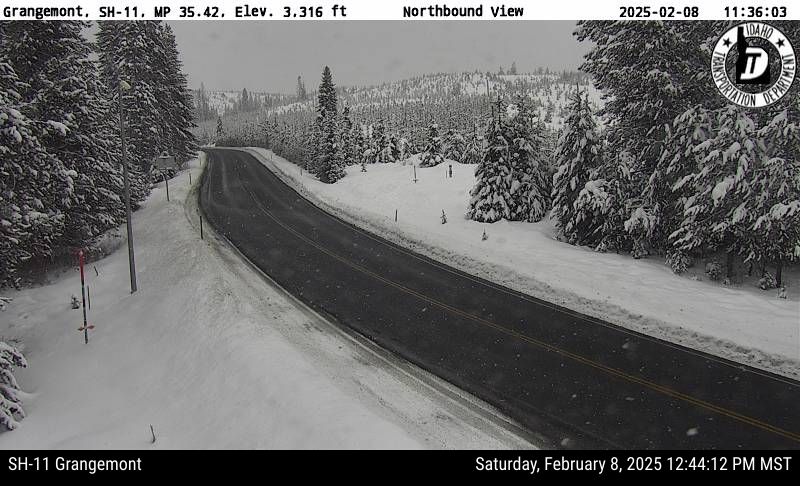 Grangemont, SH-11, MP 35.42, Elev. 3,316 ft Northbound View 2025-02-08 11:36:03
IDAHO
TRANSPORTATION DEPARTMENT
SH-11 Grangemont Saturday, February 8, 2025 12:44:12 PM MST